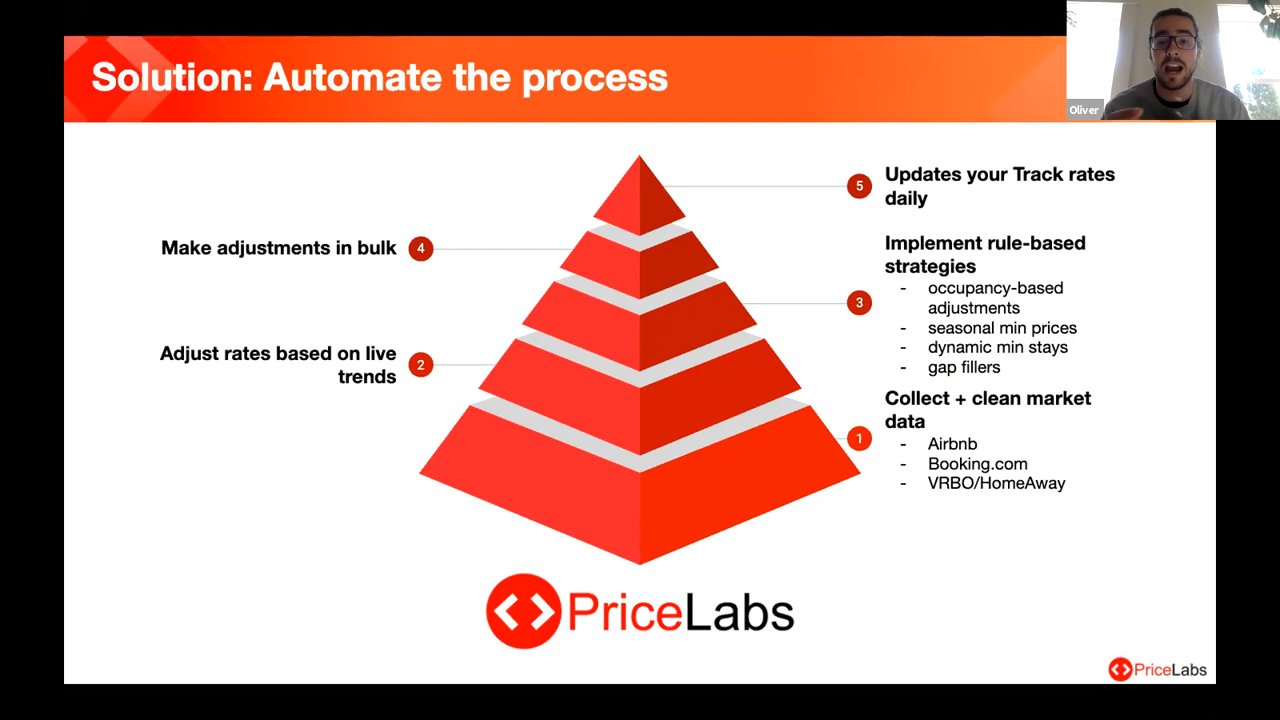 Solution: Automate the process
Oliver
5
Updates your Track rates
daily
Make adjustments in bulk
4
Implement rule-based
strategies
3
- occupancy-based
adjustments
- seasonal min prices
- dynamic min stays
- gap fillers
Adjust rates based on live
trends
2
Collect + clean market
data
1
- Airbnb
- Booking.com
- VRBO/HomeAway
PriceLabs
PriceLabs